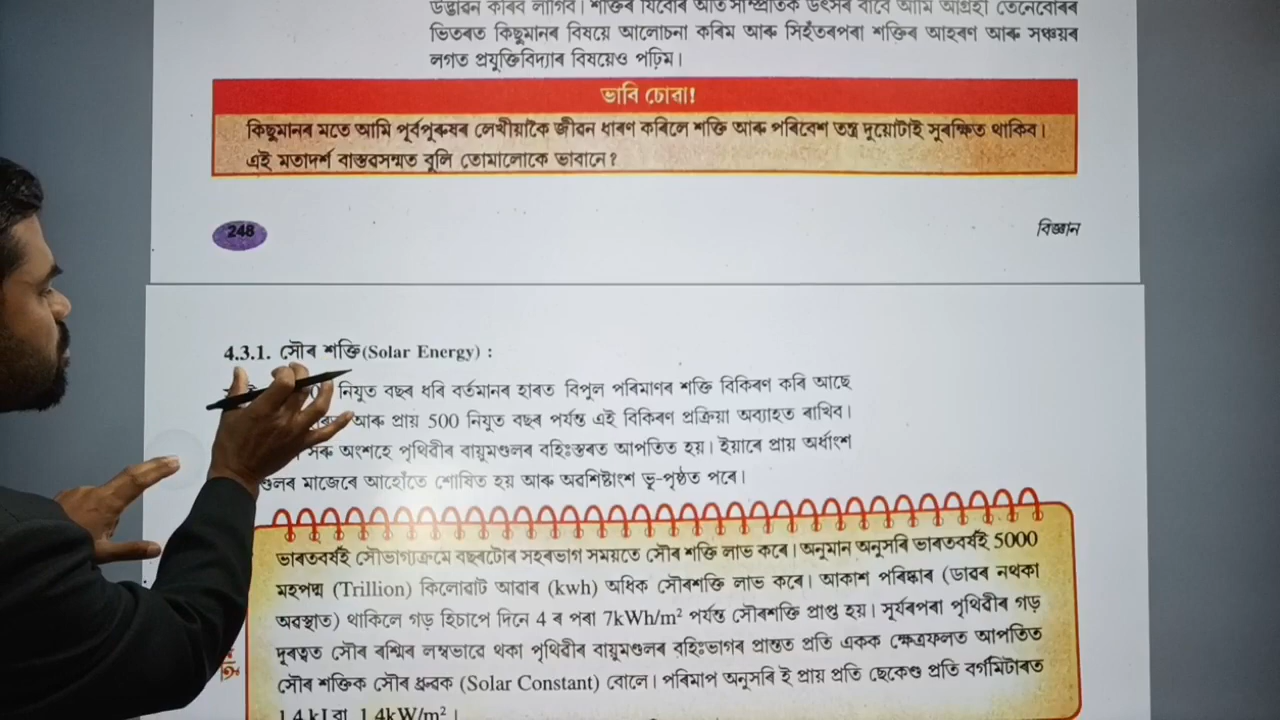 উদ্ভাৱন কৰিব লাগিব। শক্তিৰ যিবোৰ অতি সাম্প্ৰতিক উৎসৰ বাবে আমি আগ্ৰহী তেনেবোৰৰ
ভিতৰত কিছুমানৰ বিষয়ে আলোচনা কৰিম আৰু সিহঁতৰপৰা শক্তিৰ আহৰণ আৰু সঞ্চয়ৰ
লগত প্ৰযুক্তিবিদ্যাৰ বিষয়েও পঢ়িম।
ভাবি চোৱা!
কিছুমানৰ মতে আমি পূৰ্বপুৰুষৰ লেখীয়াকৈ জীৱন ধাৰণ কৰিলে শক্তি আৰু পৰিবেশ তন্ত্ৰ দুয়োটাই সুৰক্ষিত থাকিব।
এই মতাদৰ্শ বাস্তৱসন্মত বুলি তোমালোকে ভাবানে?
248
বিজ্ঞান
4.3.1. সৌৰ শক্তি(Solar Energy) :
নিযুত বছৰ ধৰি বৰ্তমানৰ হাৰত বিপুল পৰিমাণৰ শক্তি বিকিৰণ কৰি আছে
আৰু প্ৰায় 500 নিযুত বছৰ পৰ্যন্ত এই বিকিৰণ প্ৰক্ৰিয়া অব্যাহত ৰাখিব।
সৰু অংশহে পৃথিৱীৰ বায়ুমণ্ডলৰ বহিঃস্তৰত আপতিত হয়। ইয়াৰে প্ৰায় অৰ্ধাংশ
মাজেৰে আহোঁতে শোষিত হয় আৰু অৱশিষ্টাংশ ভূ-পৃষ্ঠত পৰে।
ভাৰতবৰ্ষই সৌভাগ্যক্ৰমে বছৰটোৰ সহৰভাগ সময়তে সৌৰ শক্তি লাভ কৰে। অনুমান অনুসৰি ভাৰতবৰ্ষই 5000
মহপদ্ম (Trillion) কিলোৱাট আৱাৰ (kwh) অধিক সৌৰশক্তি লাভ কৰে। আকাশ পৰিষ্কাৰ (ডাৱৰ নথকা
অৱস্থাত) থাকিলে গড় হিচাপে দিনে 4 ৰ পৰা 7kWh/m² পৰ্যন্ত সৌৰশক্তি প্ৰাপ্ত হয়। সূৰ্যৰপৰা পৃথিৱীৰ গড়
দূৰত্বত সৌৰ ৰশ্মিৰ লম্বভাৱে থকা পৃথিৱীৰ বায়ুমণ্ডলৰ বহিঃভাগৰ প্ৰান্তত প্ৰতি একক ক্ষেত্ৰফলত আপতিত
সৌৰ শক্তিক সৌৰ ধ্ৰুৱক (Solar Constant) বোলে। পৰিমাপ অনুসৰি ই প্ৰায় প্ৰতি ছেকেণ্ড প্ৰতি বৰ্গমিটাৰত
1.4 kJ বা 1.4kW/m²।